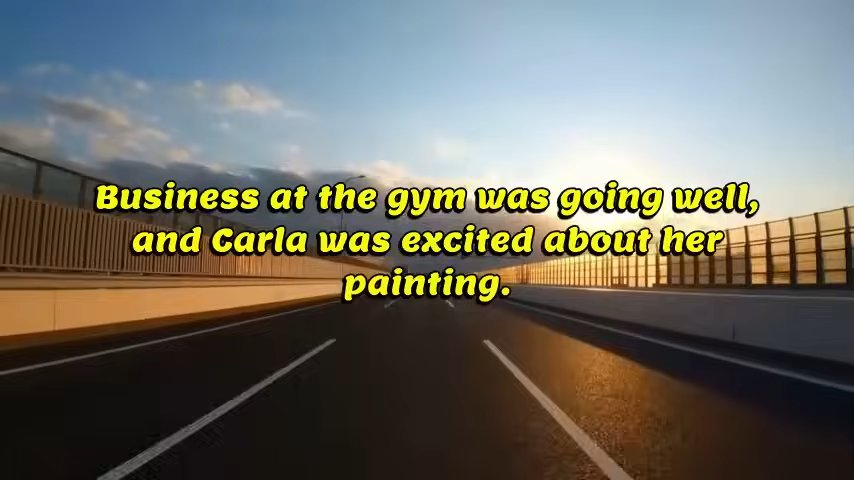 Business at the gym was going well,
and Carla was excited about her
painting.